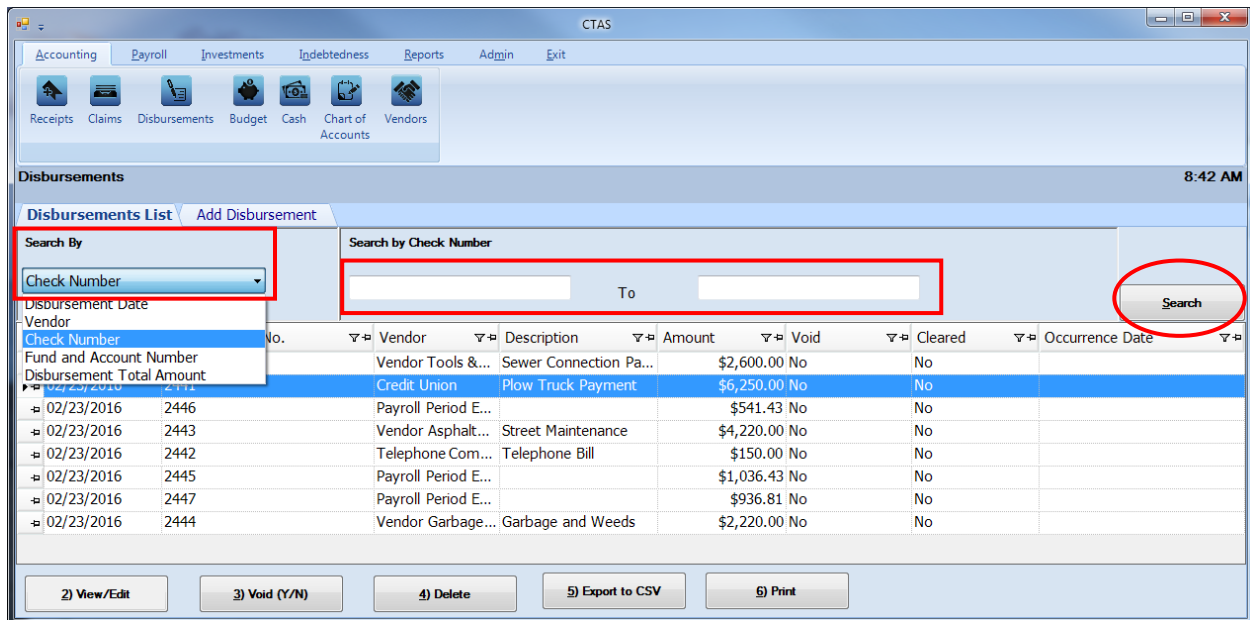 CTAS
Accounting Payroll Investments Indebtedness Reports Admin Exit
Receipts Claims Disbursements Budget Cash Chart of Accounts Vendors
Disbursements 8:42 AM
Disbursements List Add Disbursement
Search By Search by Check Number
Check Number To Search
Disbursement Date
Vendor
Check Number
Fund and Account Number
Disbursement Total Amount
No. Vendor Description Amount Void Cleared Occurrence Date
Vendor Tools &... Sewer Connection Pa... $2,600.00 No No
02/23/2016 2441 Credit Union Plow Truck Payment $6,250.00 No No
02/23/2016 2446 Payroll Period E... $541.43 No No
02/23/2016 2443 Vendor Asphalt... Street Maintenance $4,220.00 No No
02/23/2016 2442 Telephone Com... Telephone Bill $150.00 No No
02/23/2016 2445 Payroll Period E... $1,036.43 No No
02/23/2016 2447 Payroll Period E... $936.81 No No
02/23/2016 2444 Vendor Garbage... Garbage and Weeds $2,220.00 No No
2) View/Edit 3) Void (Y/N) 4) Delete 5) Export to CSV 6) Print